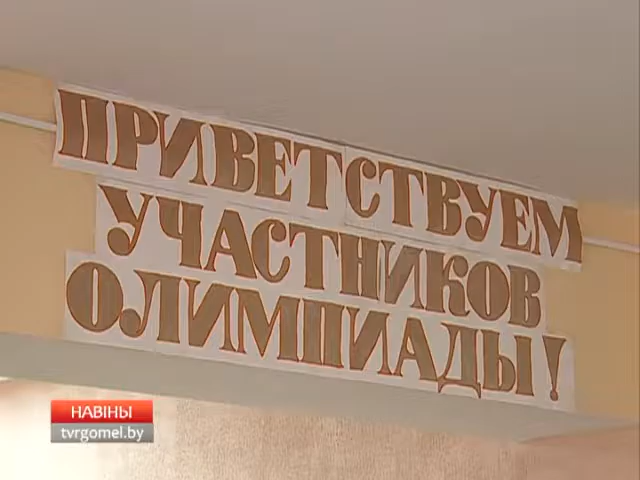 ПРИВЕТСТВУЕМ
УЧАСТНИКОВ
ОЛИМПИАДЫ!
НАВІНЫ
tvrgomel.by